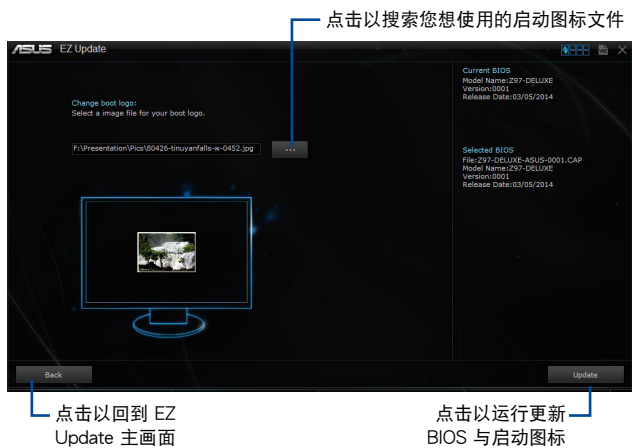 点击以搜索您想使用的启动图标文件
ASUS EZ Update
Current BIOS
Model Name:Z97-DELUXE
Version:0001
Release Date:03/05/2014
Change boot logo:
Select a image file for your boot logo.
F:\Presentation\Pics\80426-tinuyanfalls-w-0452.jpg
...
Selected BIOS
File:Z97-DELUXE-ASUS-0001.CAP
Model Name:Z97-DELUXE
Version:0001
Release Date:03/05/2014
Back
Update
点击以回到 EZ
Update 主画面
点击以运行更新
BIOS 与启动图标